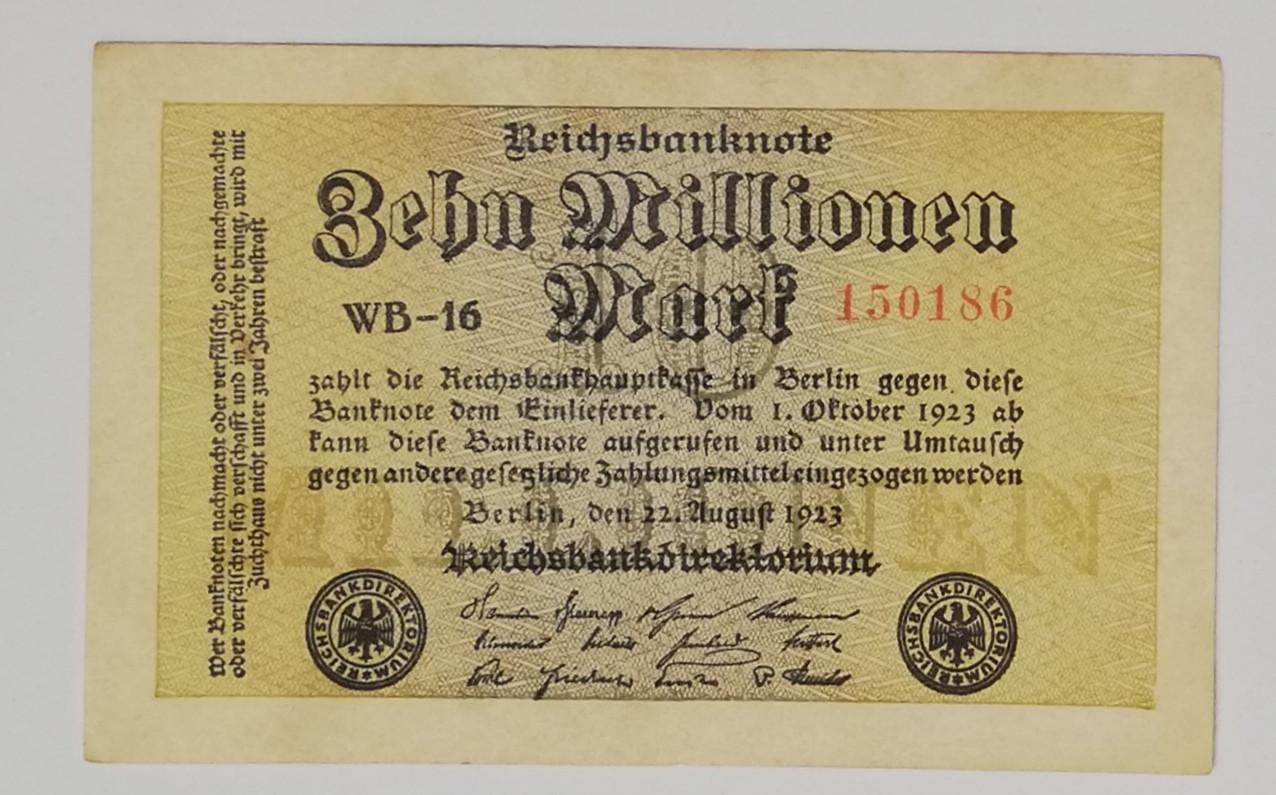 Reichsbanknote
Zehn Millionen
Mark
WB-16
150186
zahlt die Reichsbankhauptkasse in Berlin gegen diese
Banknote dem Einlieferer. Vom 1. Oktober 1923 ab
kann diese Banknote aufgerufen und unter Umtausch
gegen andere gesetzliche Zahlungsmittel eingezogen werden
Berlin, den 22. August 1923
Reichsbankdirektorium
REICHSBANKDIREKTORIUM
REICHSBANKDIREKTORIUM
Wer Banknoten nachmacht oder verfälscht, oder nachgemachte
oder verfälschte sich verschafft und in Verkehr bringt, wird mit
Zuchthaus nicht unter zwei Jahren bestraft